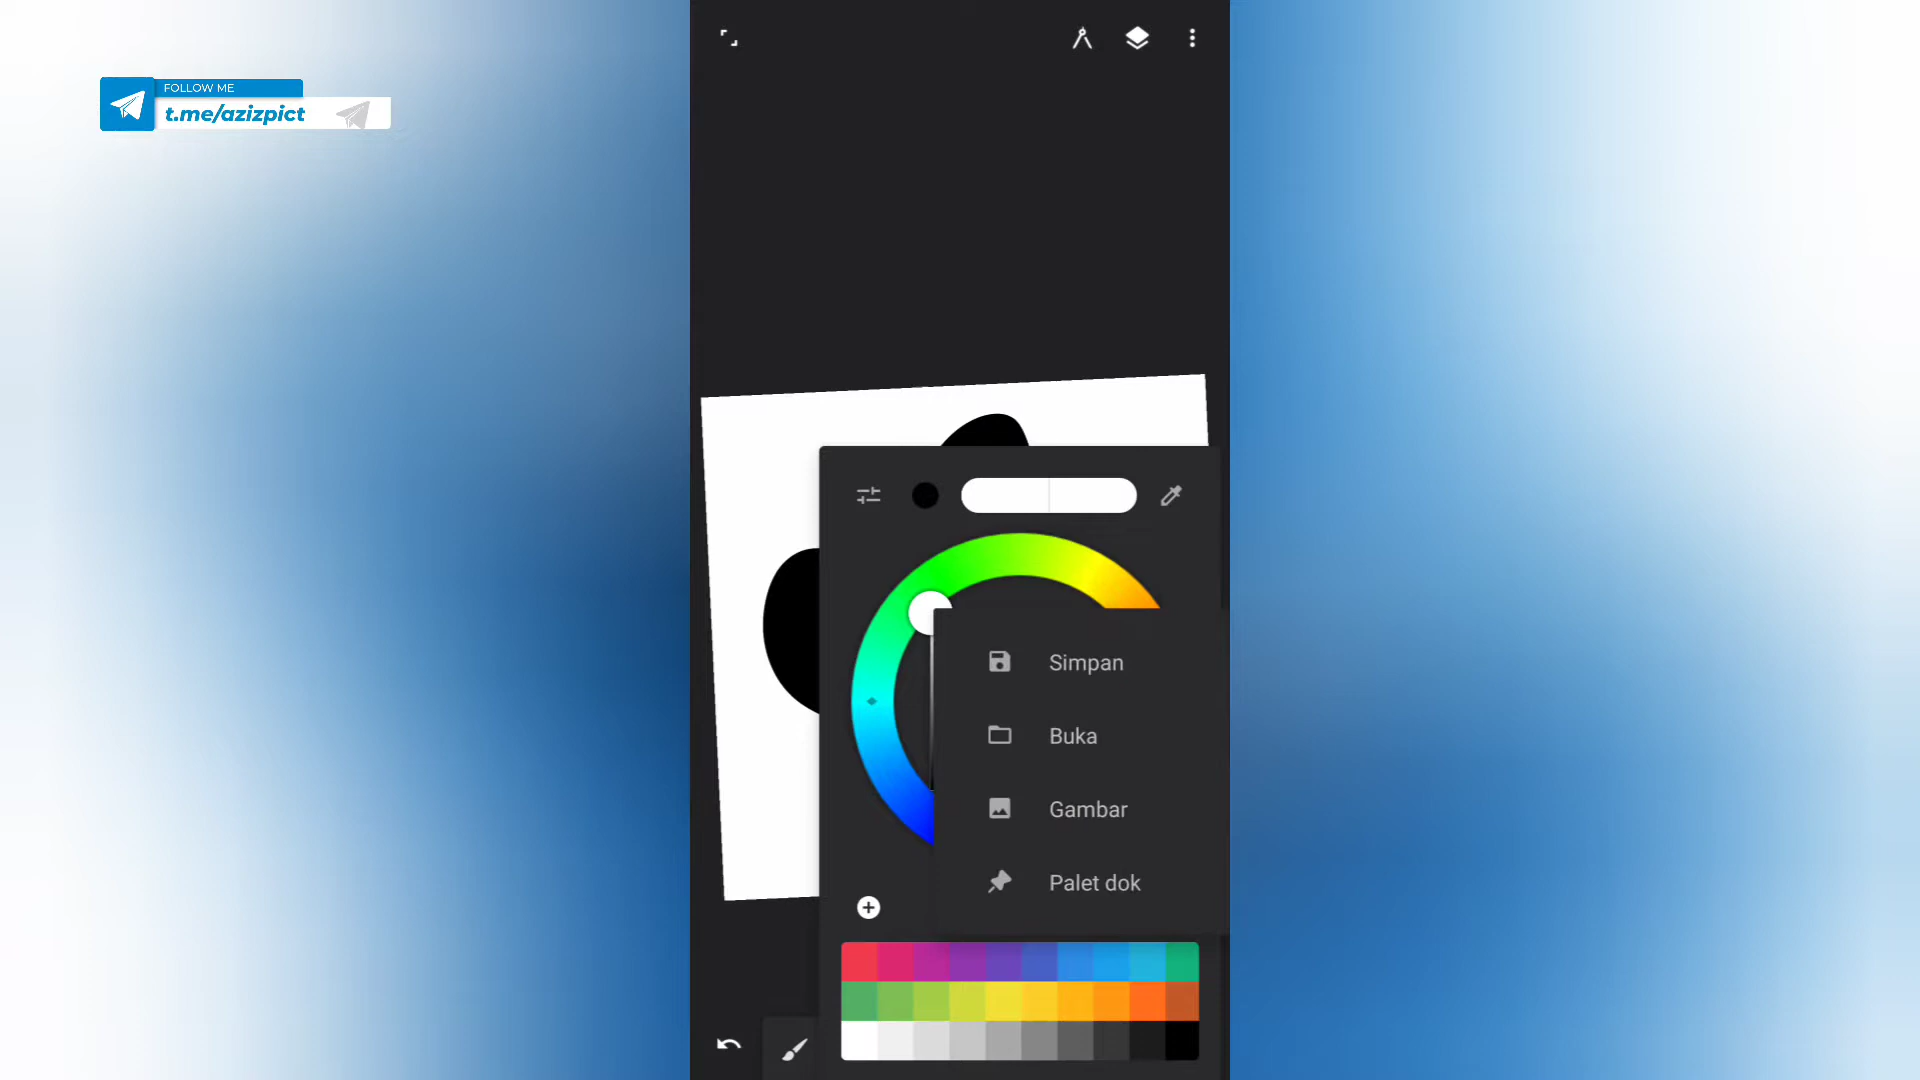 FOLLOW ME
t.me/azizpict
Simpan
Buka
Gambar
Palet dok